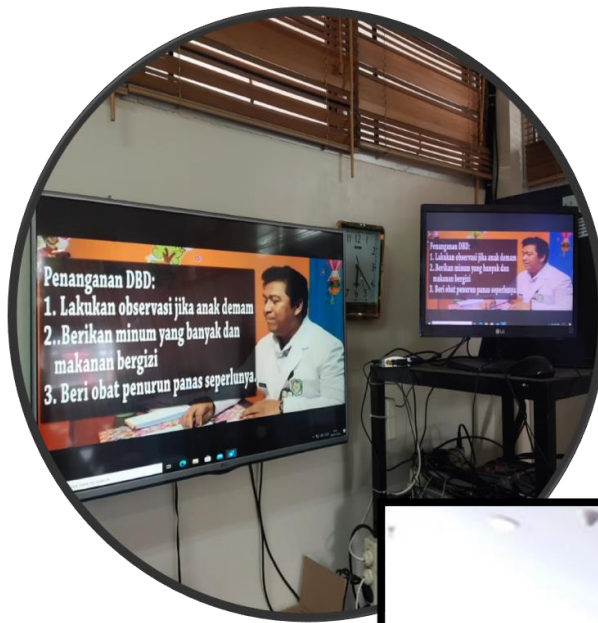 Penanganan DBD:
1. Lakukan observasi jika anak demam
2..Berikan minum yang banyak dan
makanan bergizi
3. Beri obat penurun panas seperlunya.
Penanganan DBD:
1. Lakukan observasi jika anak demam
2..Berikan minum yang banyak dan
makanan bergizi
3. Beri obat penurun panas seperlunya
LG